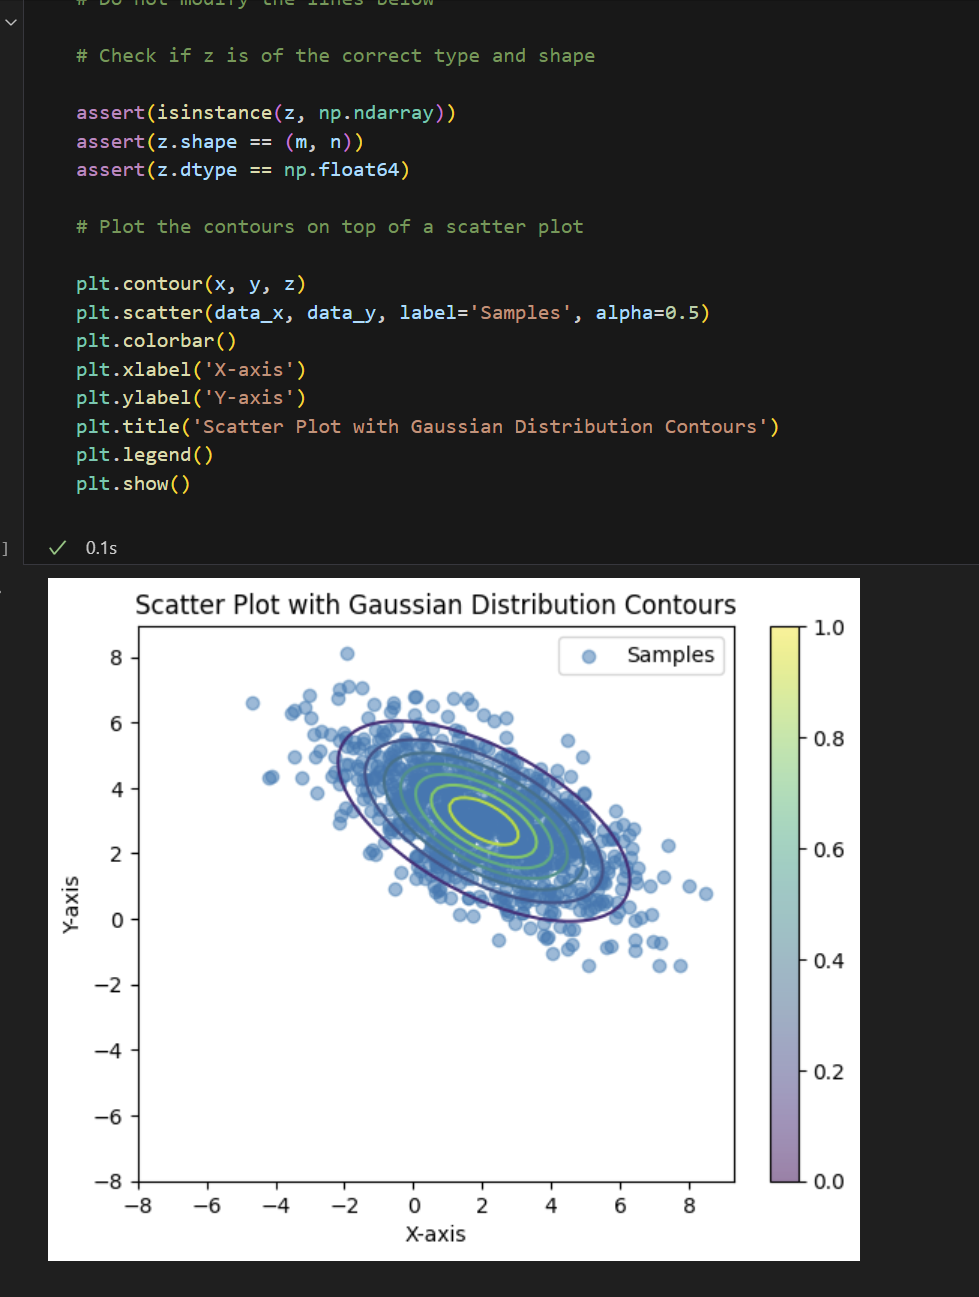 # Do not modify the lines below
# Check if z is of the correct type and shape
assert(isinstance(z, np.ndarray))
assert(z.shape == (m, n))
assert(z.dtype == np.float64)
# Plot the contours on top of a scatter plot
plt.contour(x, y, z)
plt.scatter(data_x, data_y, label='Samples', alpha=0.5)
plt.colorbar()
plt.xlabel('X-axis')
plt.ylabel('Y-axis')
plt.title('Scatter Plot with Gaussian Distribution Contours')
plt.legend()
plt.show()
]
0.1s
Scatter Plot with Gaussian Distribution Contours
Samples
Y-axis
8
6
4
2
0
−2
−4
−6
−8
−8 −6 −4 −2 0 2 4 6 8
X-axis
1.0
0.8
0.6
0.4
0.2
0.0